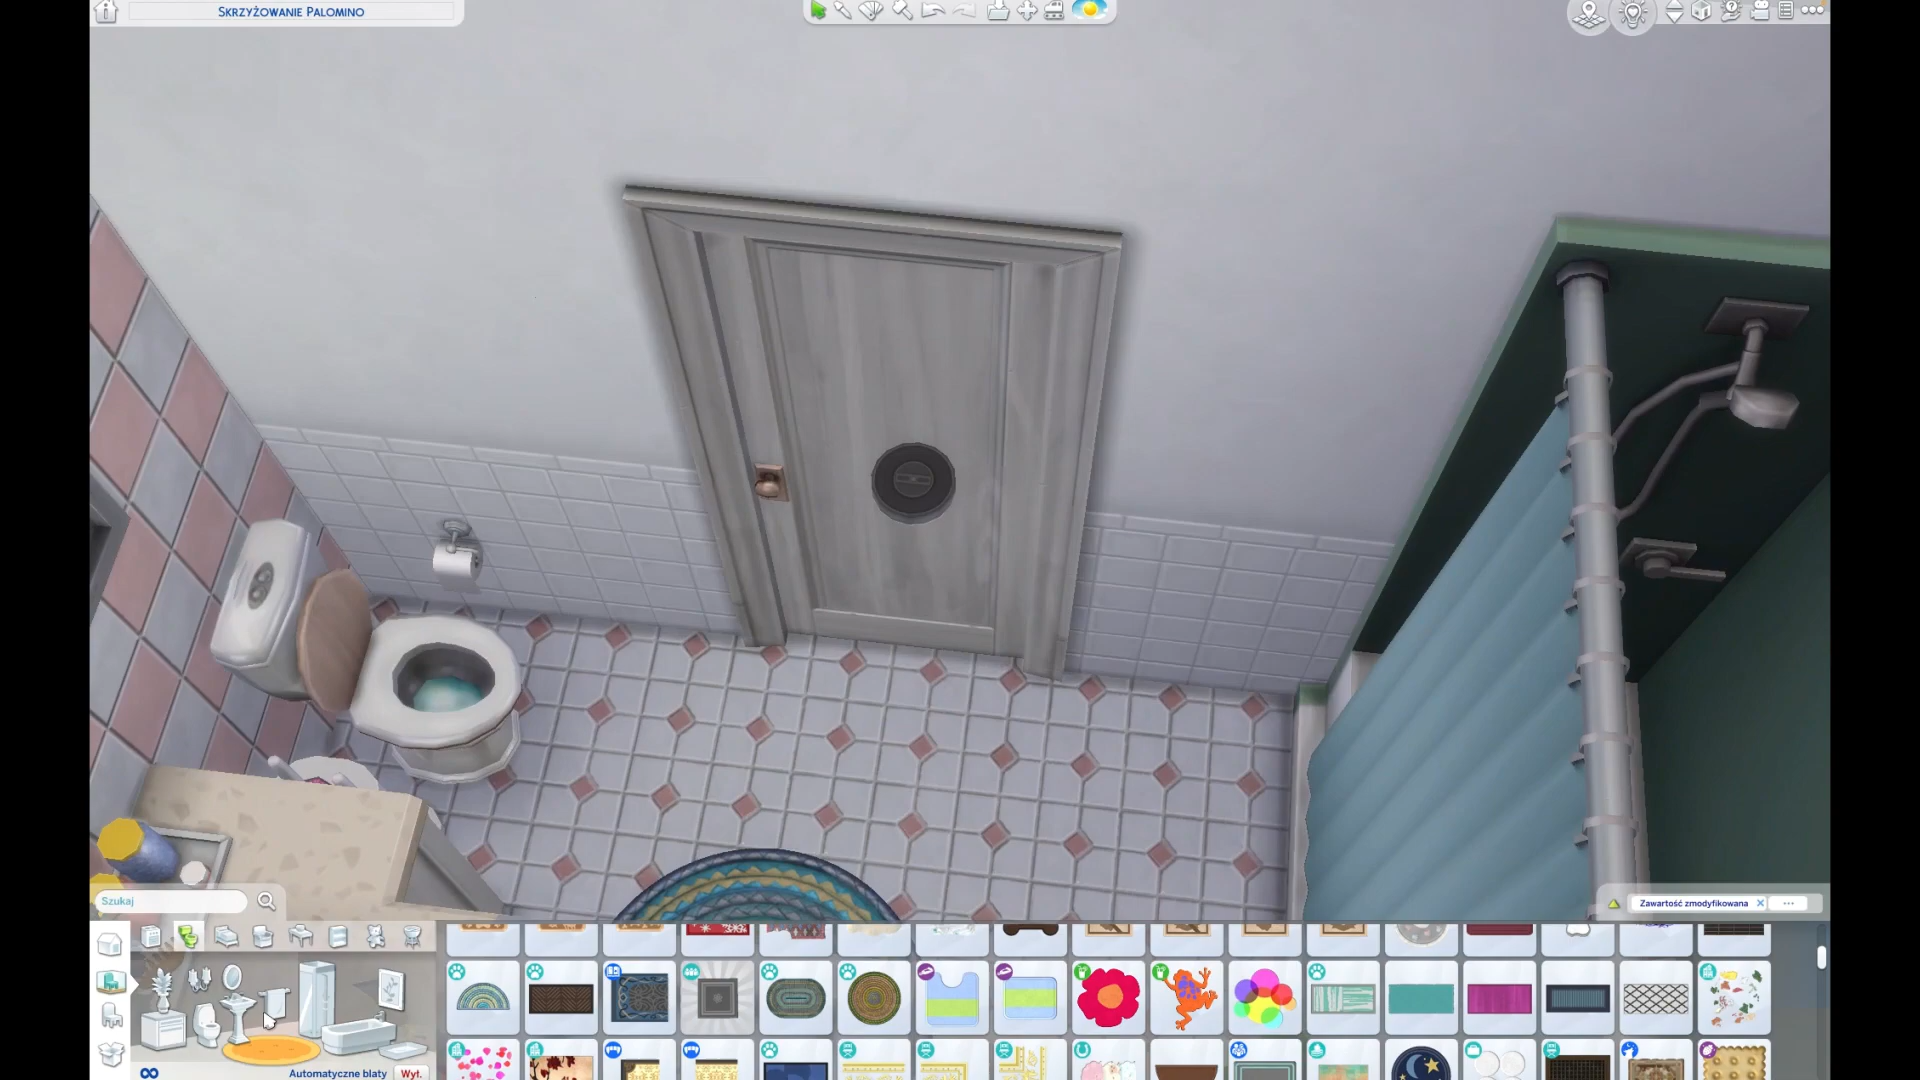 Skrzyżowanie Palomino
Szukaj
Zawartość zmodyfikowana
Automatyczne blaty
Wył.